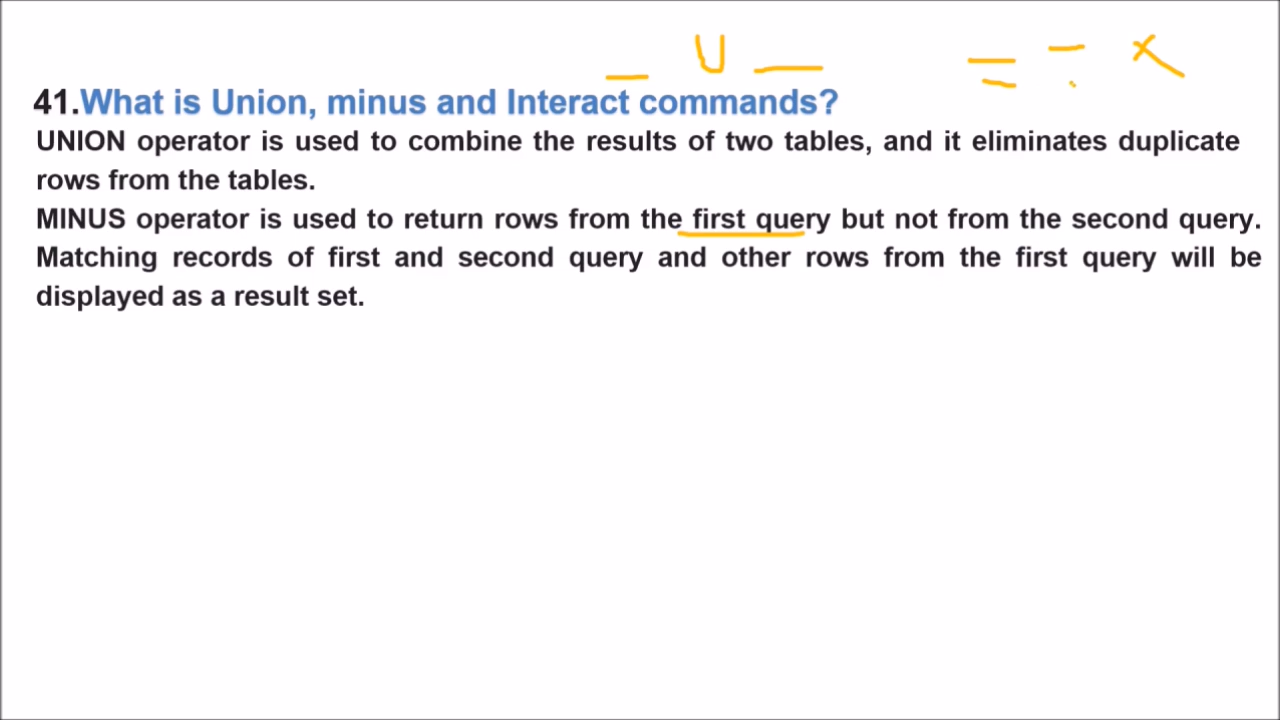 U
41.What is Union, minus and Interact commands?
UNION operator is used to combine the results of two tables, and it eliminates duplicate
rows from the tables.
MINUS operator is used to return rows from the first query but not from the second query.
Matching records of first and second query and other rows from the first query will be
displayed as a result set.